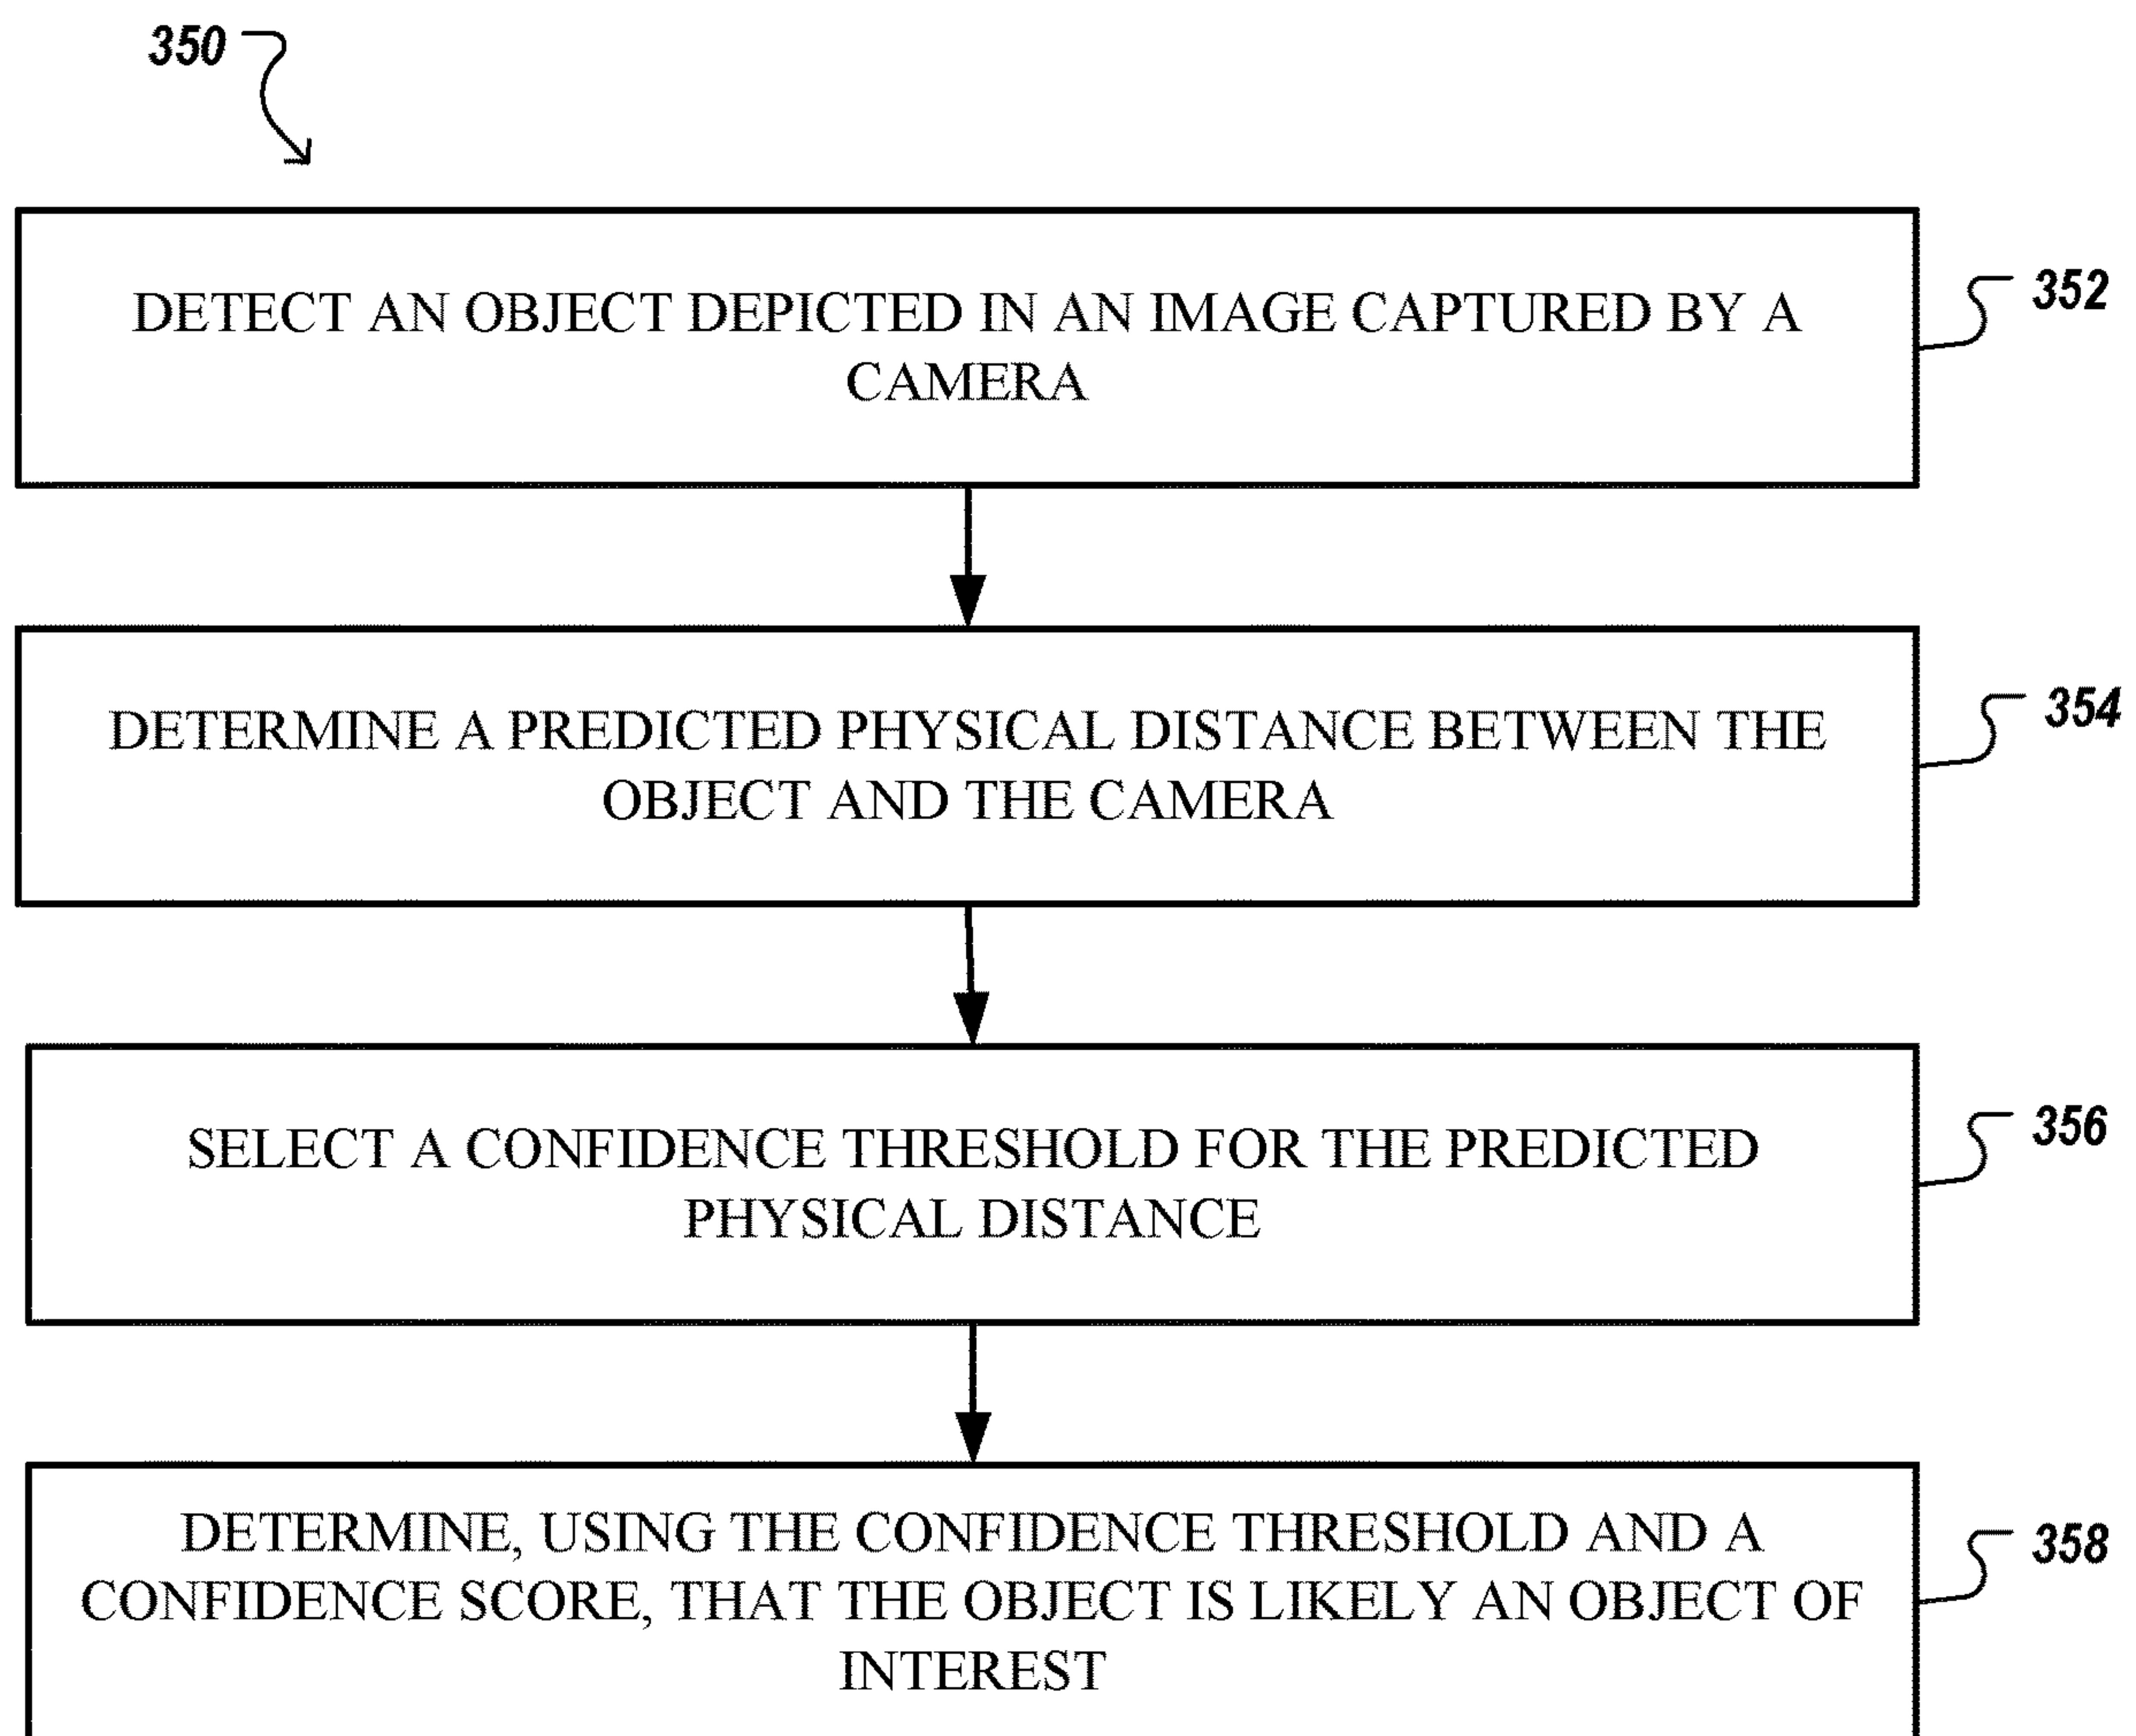 350
DETECT AN OBJECT DEPICTED IN AN IMAGE CAPTURED BY A
CAMERA
352
DETERMINE A PREDICTED PHYSICAL DISTANCE BETWEEN THE
OBJECT AND THE CAMERA
354
SELECT A CONFIDENCE THRESHOLD FOR THE PREDICTED
PHYSICAL DISTANCE
356
DETERMINE, USING THE CONFIDENCE THRESHOLD AND A
CONFIDENCE SCORE, THAT THE OBJECT IS LIKELY AN OBJECT OF
INTEREST
358